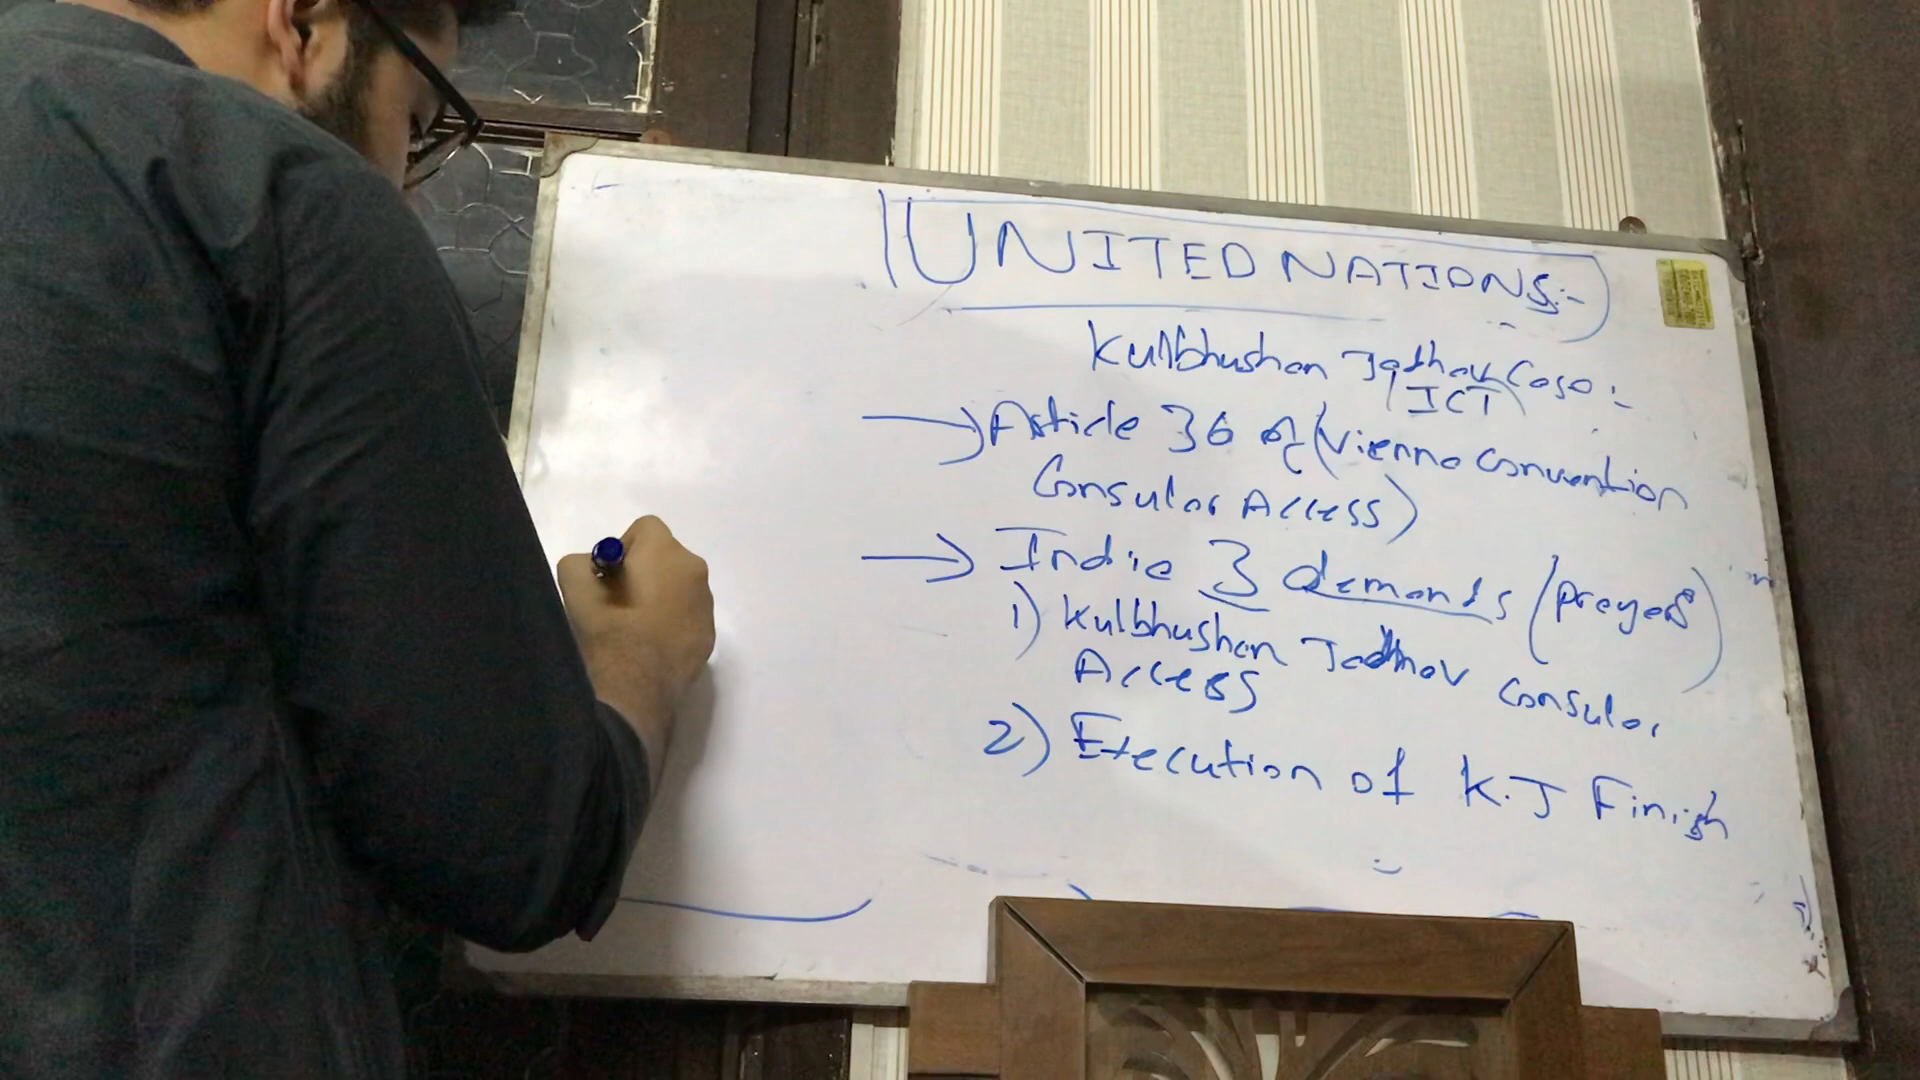 UNITED NATIONS:-
Kulbhushan Jadhav Case:-
(ICJ)
→ Article 36 of (Vienna Convention
Consular Access)
→ India 3 demands (prayers)
1) Kulbhushan Jadhav Consular
Access
2) Execution of K.J Finish